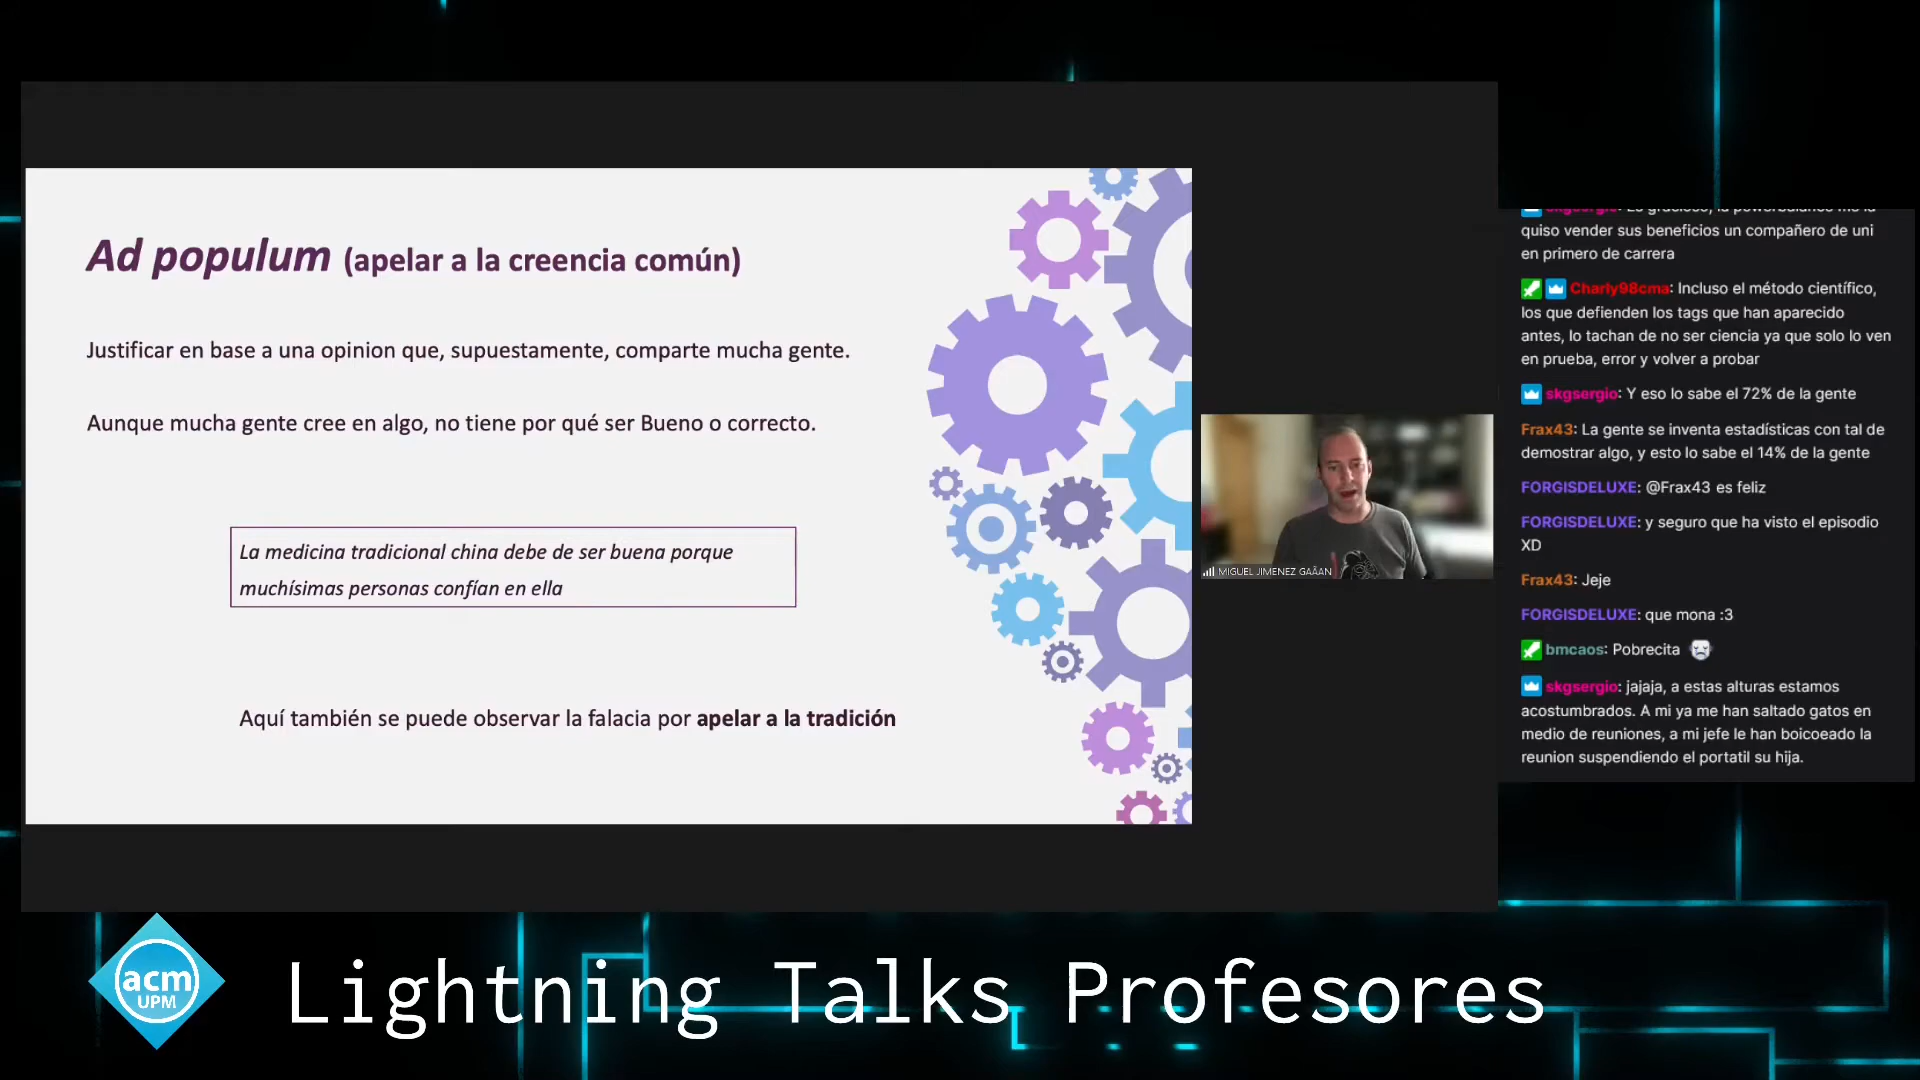 Ad populum (apelar a la creencia común)
Justificar en base a una opinion que, supuestamente, comparte mucha gente.
Aunque mucha gente cree en algo, no tiene por qué ser Bueno o correcto.
La medicina tradicional china debe de ser buena porque
muchísimas personas confían en ella
Aquí también se puede observar la falacia por apelar a la tradición
MIGUEL JIMENEZ GAÃAN
quiso vender sus beneficios un compañero de uni
en primero de carrera
Charly98cma: Incluso el método científico,
los que defienden los tags que han aparecido
antes, lo tachan de no ser ciencia ya que solo lo ven
en prueba, error y volver a probar
skgsergio: Y eso lo sabe el 72% de la gente
Frax43: La gente se inventa estadísticas con tal de
demostrar algo, y esto lo sabe el 14% de la gente
FORGISDELUXE: @Frax43 es feliz
FORGISDELUXE: y seguro que ha visto el episodio
XD
Frax43: Jeje
FORGISDELUXE: que mona :3
bmcaos: Pobrecita
skgsergio: jajaja, a estas alturas estamos
acostumbrados. A mi ya me han saltado gatos en
medio de reuniones, a mi jefe le han boicoeado la
reunion suspendiendo el portatil su hija.
acm
UPM
Lightning Talks Profesores